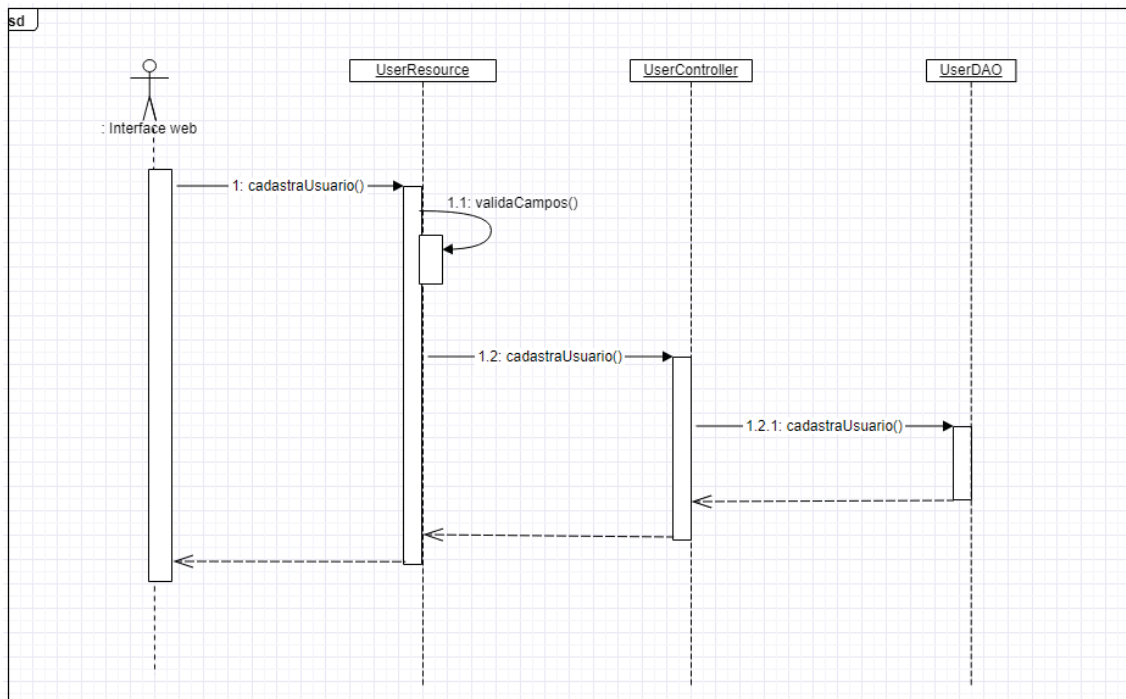 sd
UserResource
UserController
UserDAO
: Interface web
1: cadastraUsuario()
1.1: validaCampos()
1.2: cadastraUsuario()
1.2.1: cadastraUsuario()